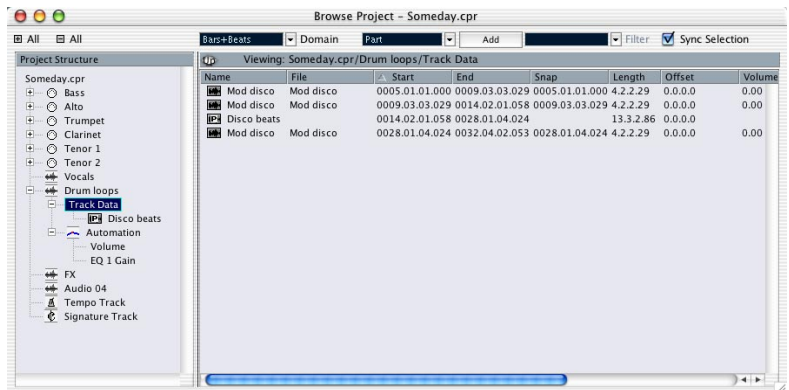 Browse Project - Someday.cpr
All All Bars+Beats Domain Part Add Filter Sync Selection
Project Structure
Viewing: Someday.cpr/Drum loops/Track Data
Someday.cpr
Bass
Alto
Trumpet
Clarinet
Tenor 1
Tenor 2
Vocals
Drum loops
Track Data
Disco beats
Automation
Volume
EQ 1 Gain
FX
Audio 04
Tempo Track
Signature Track
Name File Start End Snap Length Offset Volume
Mod disco Mod disco 0005.01.01.000 0009.03.03.029 0005.01.01.000 4.2.2.29 0.0.0.0 0.00
Mod disco Mod disco 0009.03.03.029 0014.02.01.058 0009.03.03.029 4.2.2.29 0.0.0.0 0.00
Disco beats 0014.02.01.058 0028.01.04.024 13.3.2.86 0.0.0.0
Mod disco Mod disco 0028.01.04.024 0032.04.02.053 0028.01.04.024 4.2.2.29 0.0.0.0 0.00